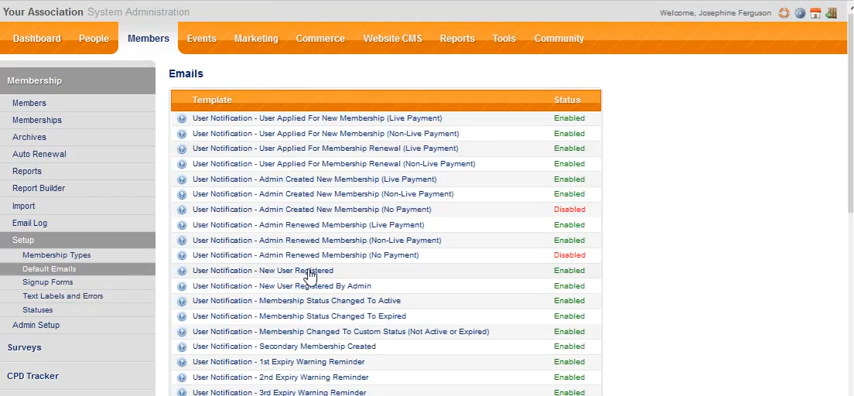 Your Association System Administration
Welcome, Josephine Ferguson
Dashboard People Members Events Marketing Commerce Website CMS Reports Tools Community
Membership
Members
Memberships
Archives
Auto Renewal
Reports
Report Builder
Import
Email Log
Setup
Membership Types
Default Emails
Signup Forms
Text Labels and Errors
Statuses
Admin Setup
Surveys
CPD Tracker
Emails
Template Status
User Notification - User Applied For New Membership (Live Payment) Enabled
User Notification - User Applied For New Membership (Non-Live Payment) Enabled
User Notification - User Applied For Membership Renewal (Live Payment) Enabled
User Notification - User Applied For Membership Renewal (Non-Live Payment) Enabled
User Notification - Admin Created New Membership (Live Payment) Enabled
User Notification - Admin Created New Membership (Non-Live Payment) Enabled
User Notification - Admin Created New Membership (No Payment) Disabled
User Notification - Admin Renewed Membership (Live Payment) Enabled
User Notification - Admin Renewed Membership (Non-Live Payment) Enabled
User Notification - Admin Renewed Membership (No Payment) Disabled
User Notification - New User Registered Enabled
User Notification - New User Registered By Admin Enabled
User Notification - Membership Status Changed To Active Enabled
User Notification - Membership Status Changed To Expired Enabled
User Notification - Membership Changed To Custom Status (Not Active or Expired) Enabled
User Notification - Secondary Membership Created Enabled
User Notification - 1st Expiry Warning Reminder Enabled
User Notification - 2nd Expiry Warning Reminder Enabled
User Notification - 3rd Expiry Warning Reminder Enabled